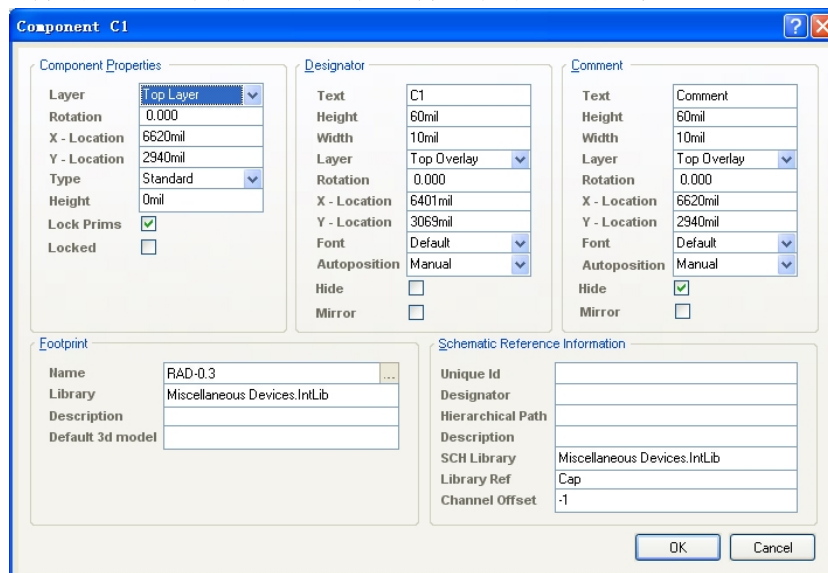 Component C1
Component Properties
Layer Top Layer
Rotation 0.000
X - Location 6620mil
Y - Location 2940mil
Type Standard
Height 0mil
Lock Prims
Locked
Designator
Text C1
Height 60mil
Width 10mil
Layer Top Overlay
Rotation 0.000
X - Location 6401mil
Y - Location 3069mil
Font Default
Autoposition Manual
Hide
Mirror
Comment
Text Comment
Height 60mil
Width 10mil
Layer Top Overlay
Rotation 0.000
X - Location 6620mil
Y - Location 2940mil
Font Default
Autoposition Manual
Hide
Mirror
Footprint
Name RAD-0.3 ...
Library Miscellaneous Devices.IntLib
Description
Default 3d model
Schematic Reference Information
Unique Id
Designator
Hierarchical Path
Description
SCH Library Miscellaneous Devices.IntLib
Library Ref Cap
Channel Offset -1
OK Cancel